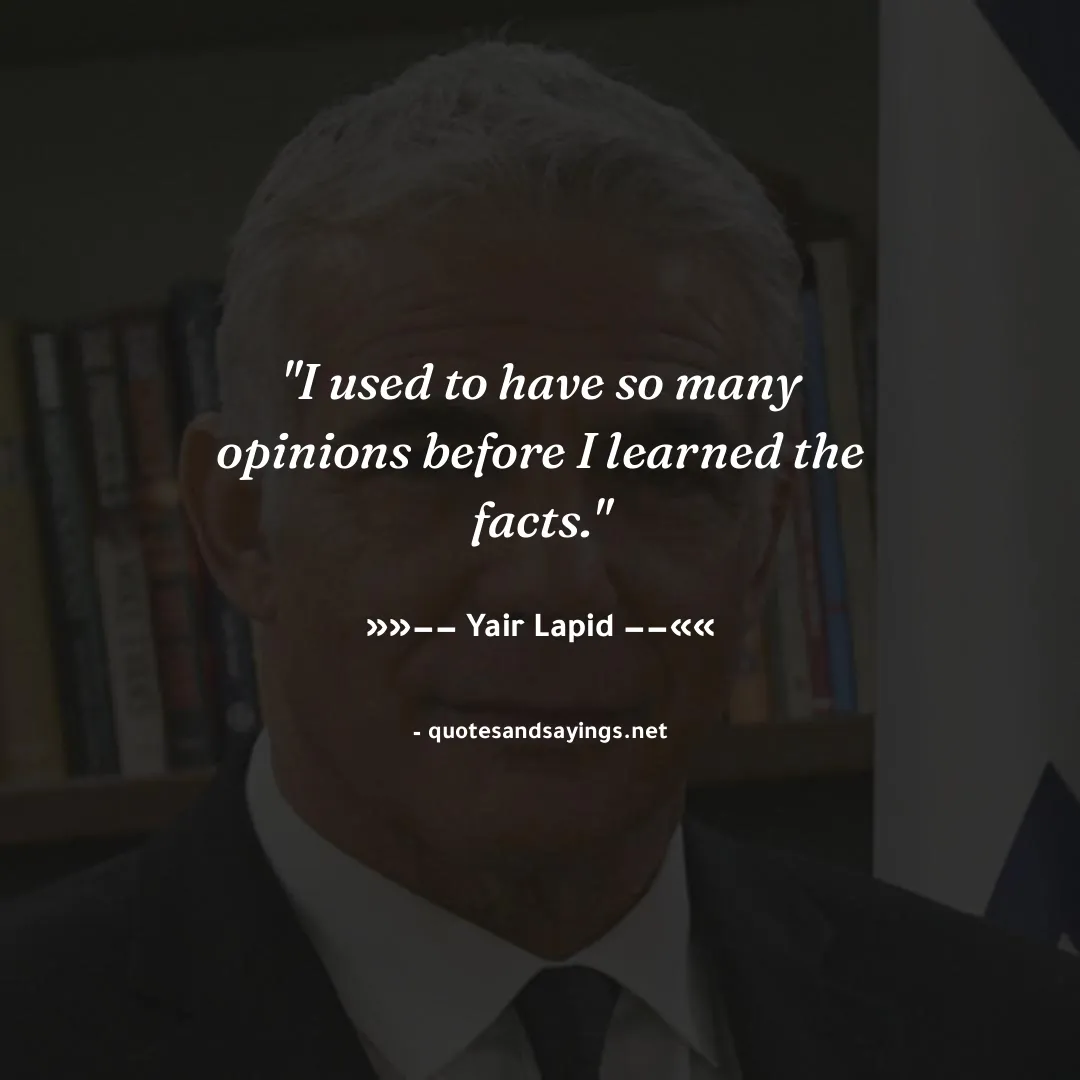 "I used to have so many
opinions before I learned the
facts."
»»−− Yair Lapid −−««
- quotesandsayings.net